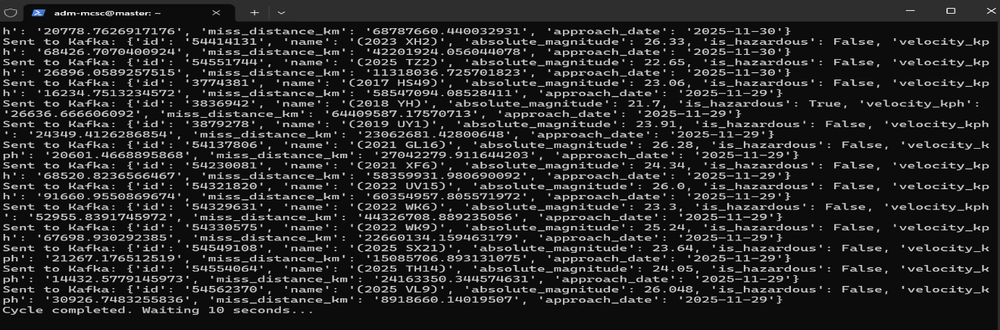 adm-mcsc@master: ~
h': '20778.7626917176', 'miss_distance_km': '68787660.440032931', 'approach_date': '2025-11-30'}
Sent to Kafka: {'id': '54414131', 'name': '(2023 XH2)', 'absolute_magnitude': 26.33, 'is_hazardous': False, 'velocity_kp
h': '68426.7070400924', 'miss_distance_km': '42201924.056044078', 'approach_date': '2025-11-30'}
Sent to Kafka: {'id': '54551744', 'name': '(2025 TZ2)', 'absolute_magnitude': 22.65, 'is_hazardous': False, 'velocity_kp
h': '26896.0589257515', 'miss_distance_km': '11318036.725701823', 'approach_date': '2025-11-30'}
Sent to Kafka: {'id': '3774381', 'name': '(2017 HS49)', 'absolute_magnitude': 23.06, 'is_hazardous': False, 'velocity_kp
h': '16234.7513234572', 'miss_distance_km': '58547094.08528411', 'approach_date': '2025-11-29'}
Sent to Kafka: {'id': '3836942', 'name': '(2018 YH)', 'absolute_magnitude': 21.7, 'is_hazardous': True, 'velocity_kph':
'26636.666606092', 'miss_distance_km': '64409587.17570713', 'approach_date': '2025-11-29'}
Sent to Kafka: {'id': '3879278', 'name': '(2019 UY1)', 'absolute_magnitude': 23.91, 'is_hazardous': False, 'velocity_kph
': '24349.4126286854', 'miss_distance_km': '23062681.42800648', 'approach_date': '2025-11-29'}
Sent to Kafka: {'id': '54137806', 'name': '(2021 GL16)', 'absolute_magnitude': 26.28, 'is_hazardous': False, 'velocity_k
ph': '20601.4668895868', 'miss_distance_km': '27042279.911644203', 'approach_date': '2025-11-29'}
Sent to Kafka: {'id': '54230081', 'name': '(2021 XF6)', 'absolute_magnitude': 24.34, 'is_hazardous': False, 'velocity_kp
h': '68520.8236566467', 'miss_distance_km': '58359931.980690092', 'approach_date': '2025-11-29'}
Sent to Kafka: {'id': '54321820', 'name': '(2022 UV15)', 'absolute_magnitude': 26.0, 'is_hazardous': False, 'velocity_kp
h': '91660.9550869674', 'miss_distance_km': '60354957.805571972', 'approach_date': '2025-11-29'}
Sent to Kafka: {'id': '54329631', 'name': '(2022 WK6)', 'absolute_magnitude': 23.3, 'is_hazardous': False, 'velocity_kph
': '52955.8391745972', 'miss_distance_km': '44326708.889235056', 'approach_date': '2025-11-29'}
Sent to Kafka: {'id': '54330575', 'name': '(2022 WK9)', 'absolute_magnitude': 25.24, 'is_hazardous': False, 'velocity_kp
h': '67698.930292385', 'miss_distance_km': '22660134.159463179', 'approach_date': '2025-11-29'}
Sent to Kafka: {'id': '54549108', 'name': '(2025 SX21)', 'absolute_magnitude': 23.64, 'is_hazardous': False, 'velocity_k
ph': '21267.176512519', 'miss_distance_km': '15085706.893131075', 'approach_date': '2025-11-29'}
Sent to Kafka: {'id': '54554064', 'name': '(2025 TH14)', 'absolute_magnitude': 24.05, 'is_hazardous': False, 'velocity_k
ph': '14432.5779145973', 'miss_distance_km': '24163350.344574631', 'approach_date': '2025-11-29'}
Sent to Kafka: {'id': '54562370', 'name': '(2025 VL9)', 'absolute_magnitude': 26.048, 'is_hazardous': False, 'velocity_k
ph': '30926.7483255836', 'miss_distance_km': '8918660.14019507', 'approach_date': '2025-11-29'}
Cycle completed. Waiting 10 seconds...